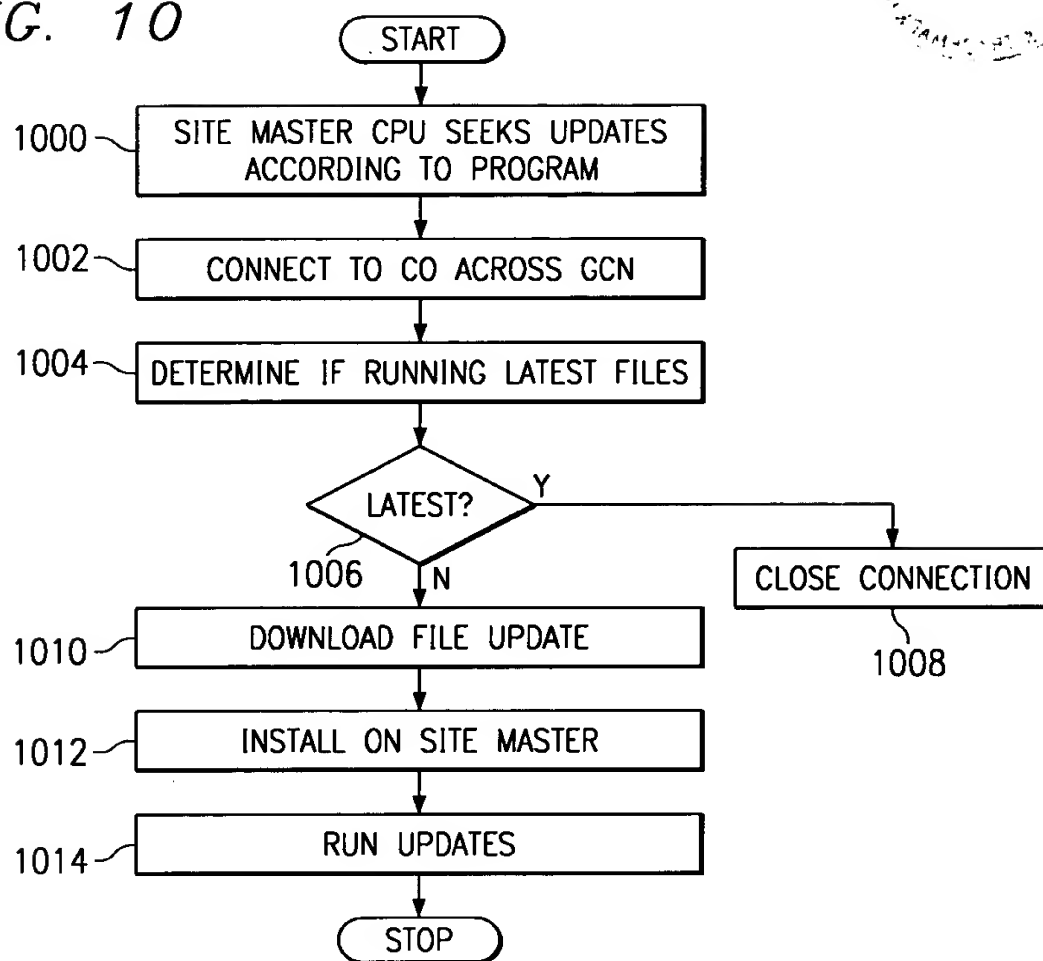 G. 10
START
1000
SITE MASTER CPU SEEKS UPDATES
ACCORDING TO PROGRAM
1002
CONNECT TO CO ACROSS GCN
1004
DETERMINE IF RUNNING LATEST FILES
LATEST?
Y
1006
N
CLOSE CONNECTION
1008
1010
DOWNLOAD FILE UPDATE
1012
INSTALL ON SITE MASTER
1014
RUN UPDATES
STOP